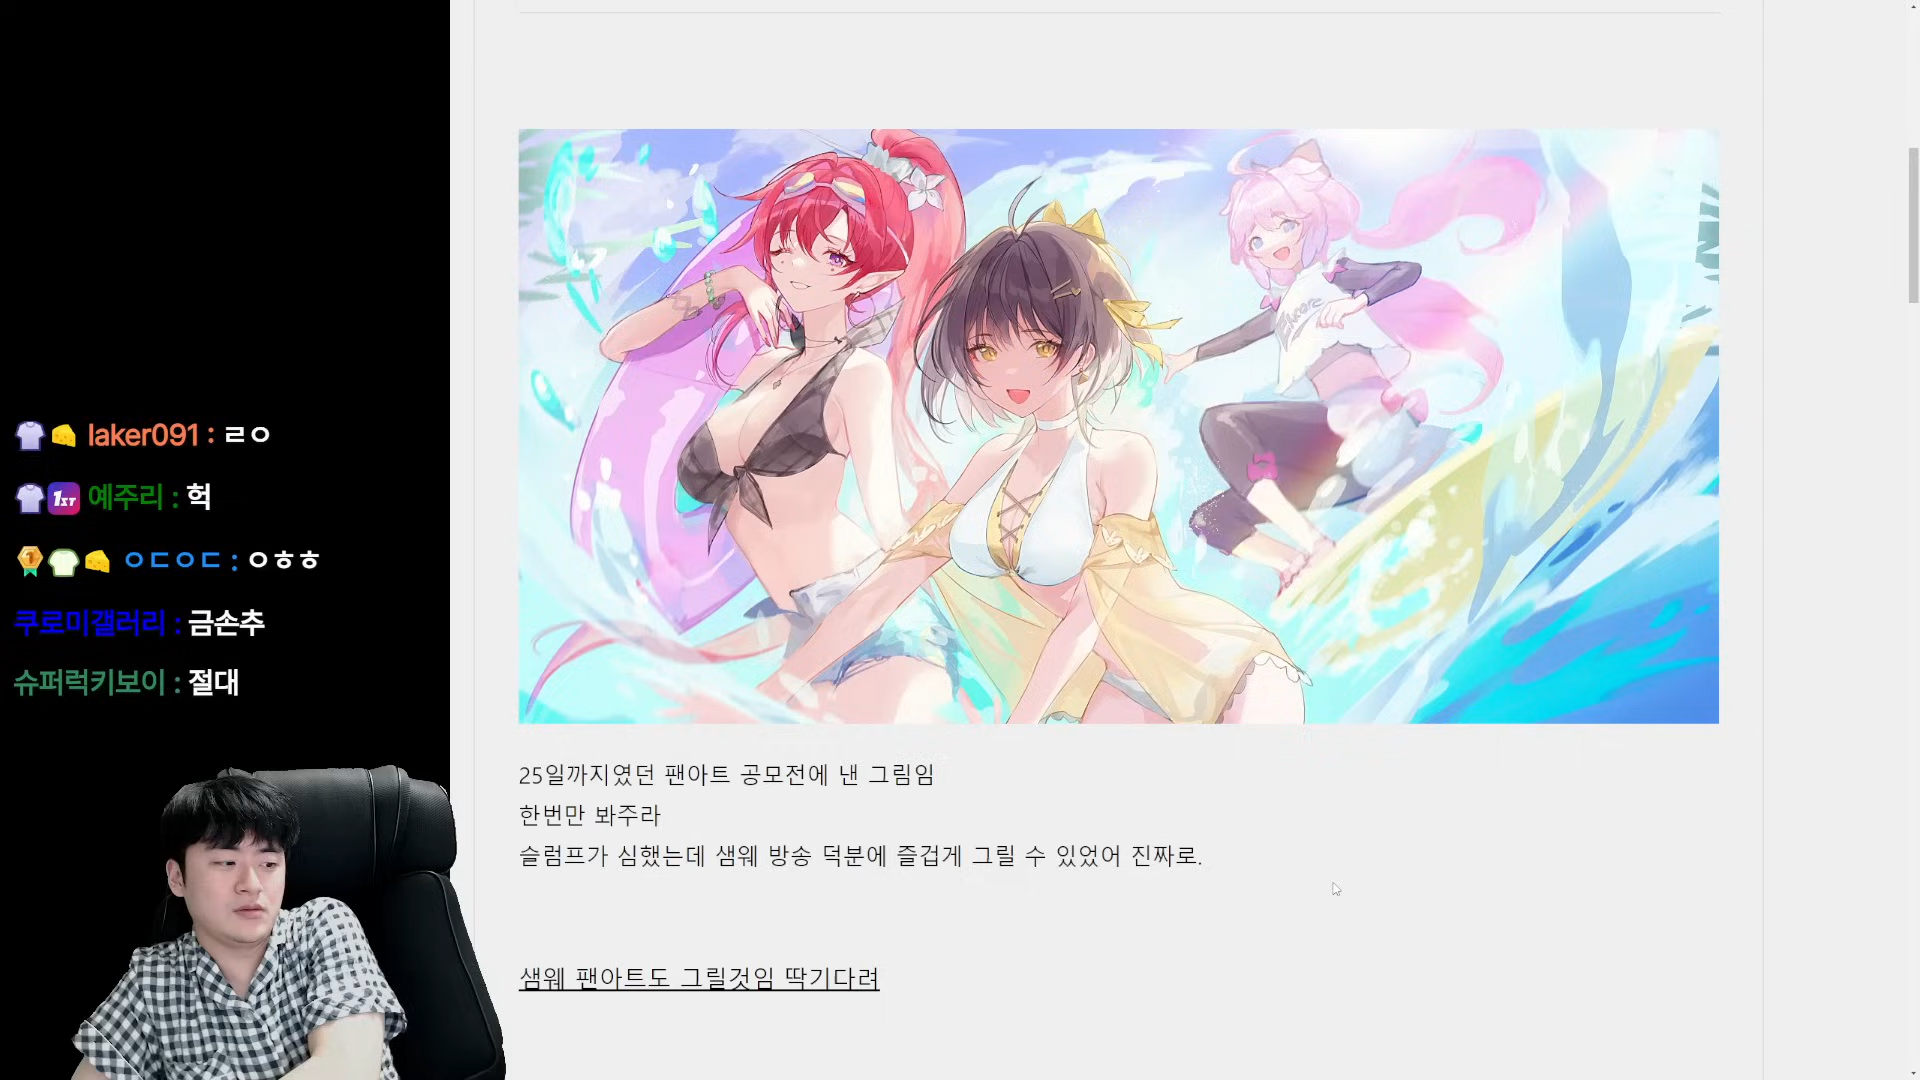 laker091 : ㄹㅇ
1ST 예주리 : 헉
1 ㅇㄷㅇㄷ : ㅇㅎㅎ
쿠로미갤러리 : 금손추
슈퍼럭키보이 : 절대
Encore
25일까지였던 팬아트 공모전에 낸 그림임
한번만 봐주라
슬럼프가 심했는데 샘웨 방송 덕분에 즐겁게 그릴 수 있었어 진짜로.
샘웨 팬아트도 그릴것임 딱기다려